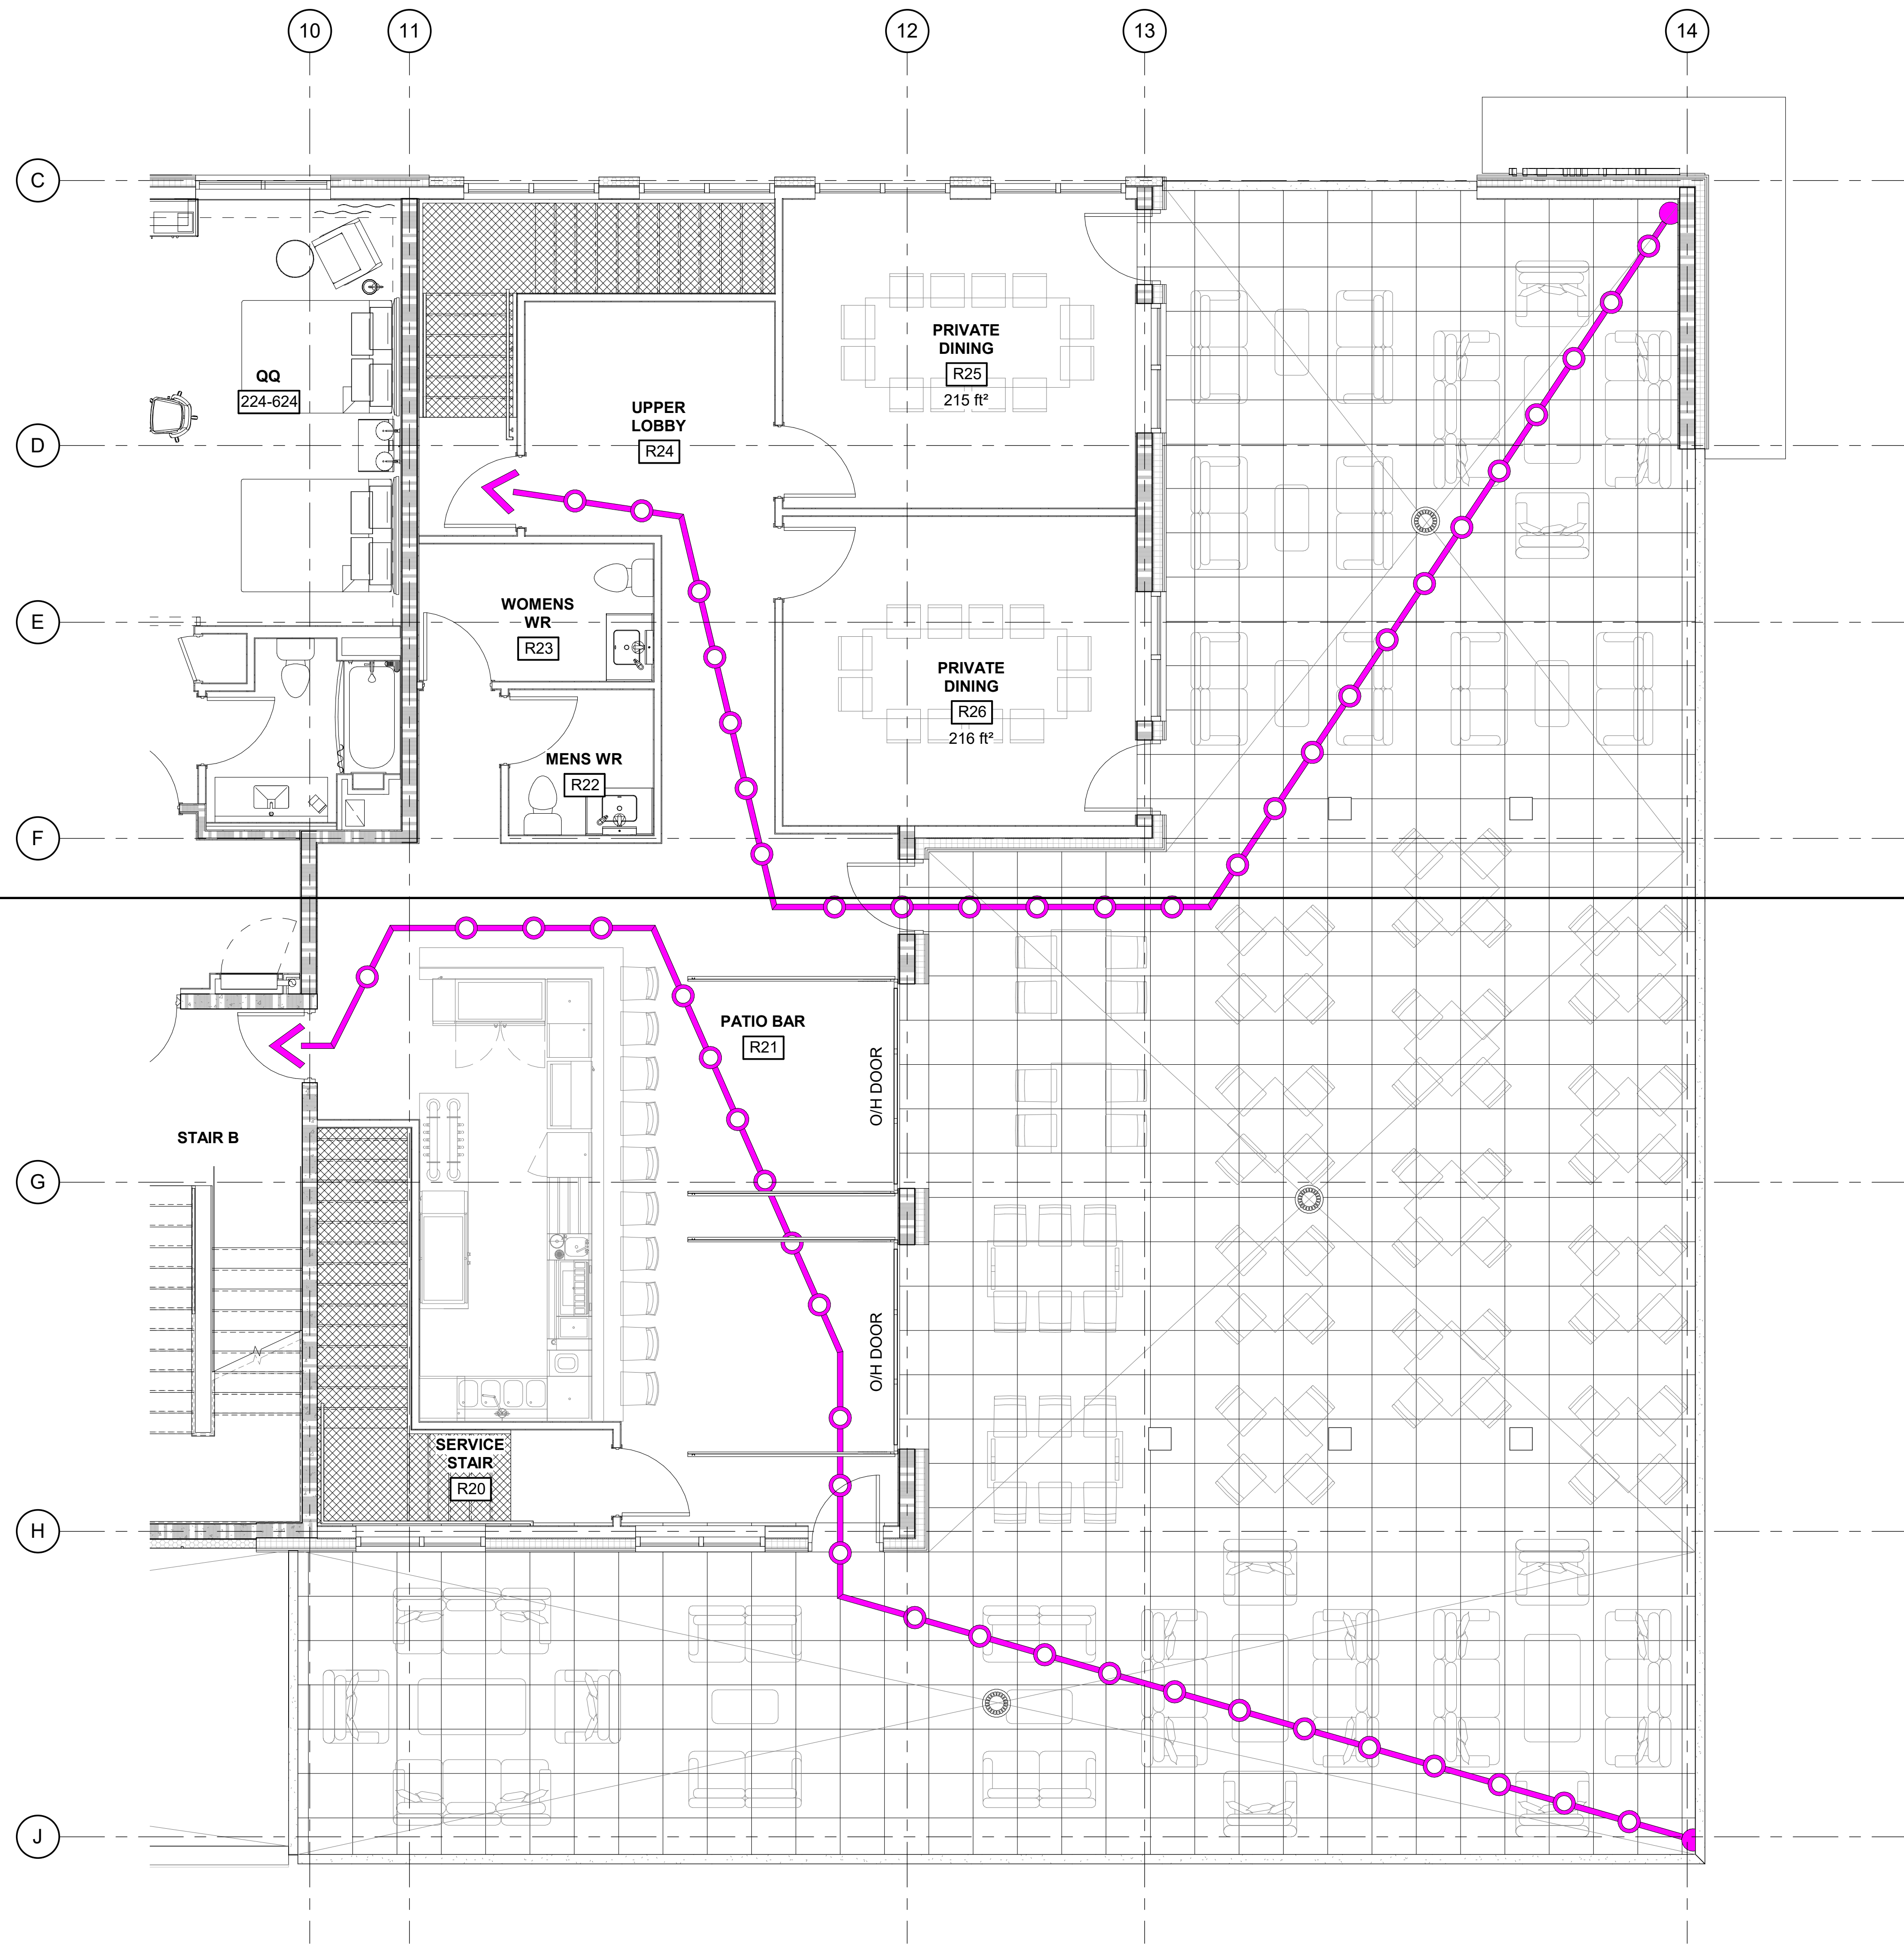 10
11
12
13
14
C
D
E
F
G
H
J
QQ
224-624
UPPER
LOBBY
R24
PRIVATE
DINING
R25
215 ft²
WOMENS
WR
R23
PRIVATE
DINING
R26
216 ft²
MENS WR
R22
PATIO BAR
R21
O/H DOOR
STAIR B
O/H DOOR
SERVICE
STAIR
R20